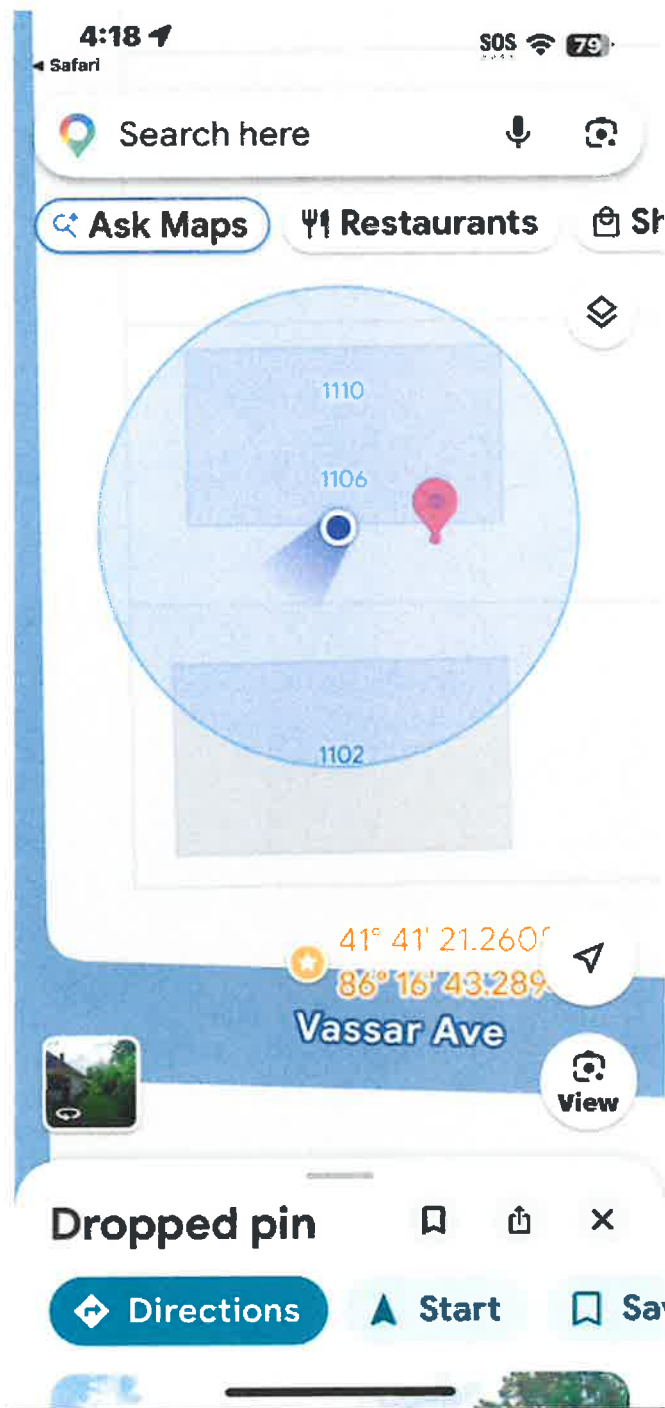 4:18
SOS 79
Safari
Search here
Ask Maps Restaurants
1110
1106
1102
41° 41' 21.260
86° 16' 43.289
Vassar Ave
View
Dropped pin
Directions Start